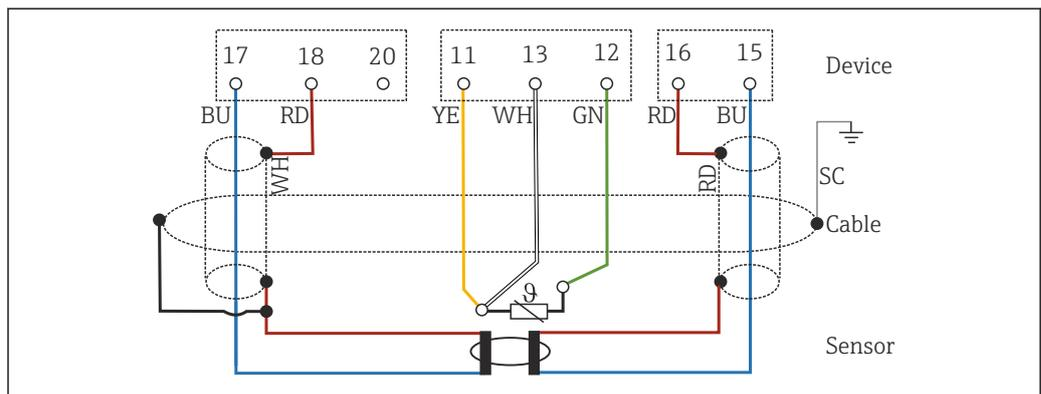 17 18 20 11 13 12 16 15
Device
BU RD YE WH GN RD BU
WH RD SC
Cable
ϑ
Sensor